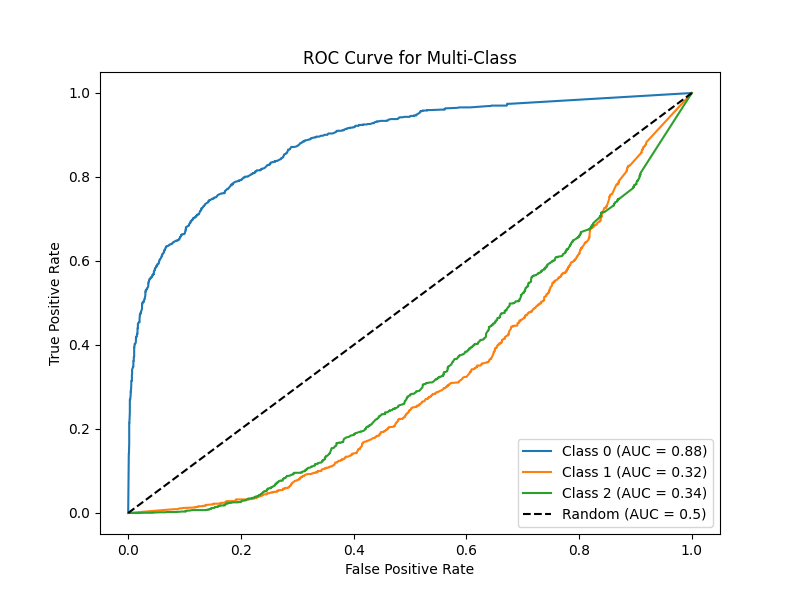 ROC Curve for Multi-Class
True Positive Rate
1.0
0.8
0.6
0.4
0.2
0.0
0.0 0.2 0.4 0.6 0.8 1.0
False Positive Rate
Class 0 (AUC = 0.88)
Class 1 (AUC = 0.32)
Class 2 (AUC = 0.34)
Random (AUC = 0.5)